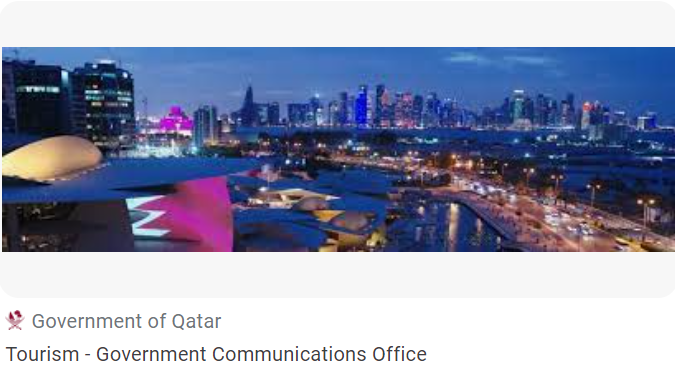 Government of Qatar
Tourism - Government Communications Office